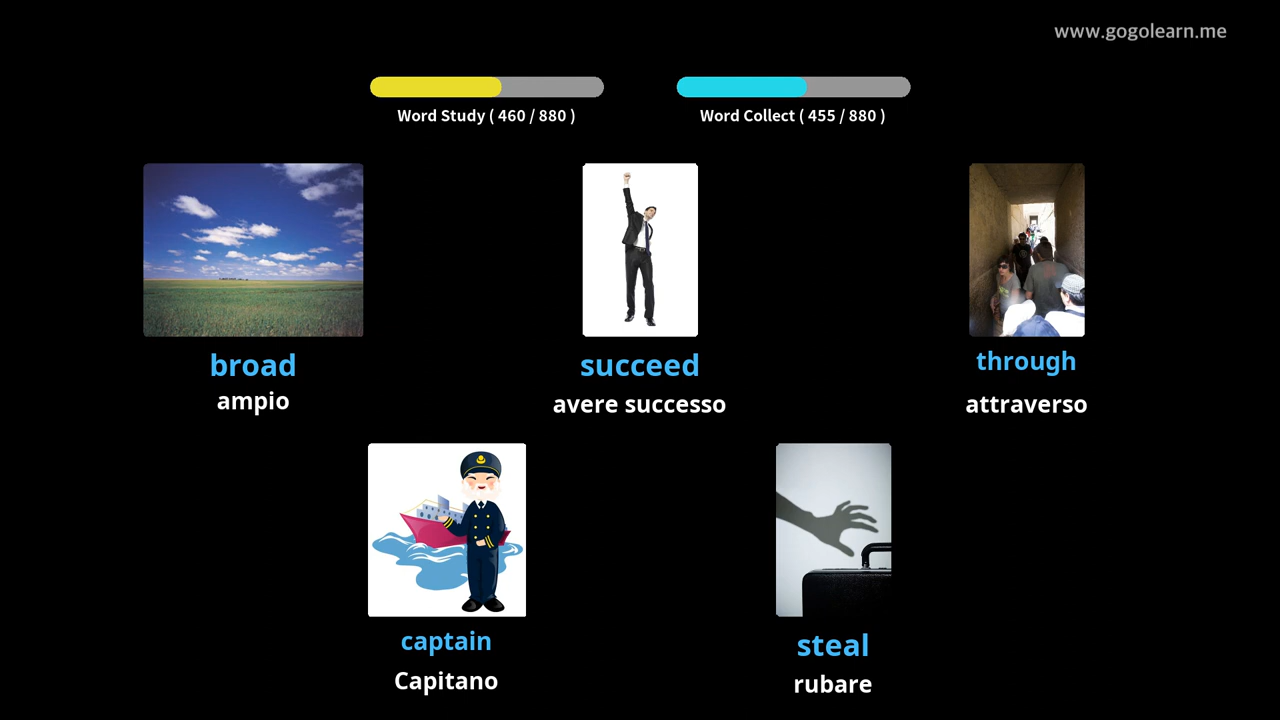 www.gogolearn.me
Word Study ( 460 / 880 )
Word Collect ( 455 / 880 )
broad
ampio
succeed
avere successo
through
attraverso
captain
Capitano
steal
rubare